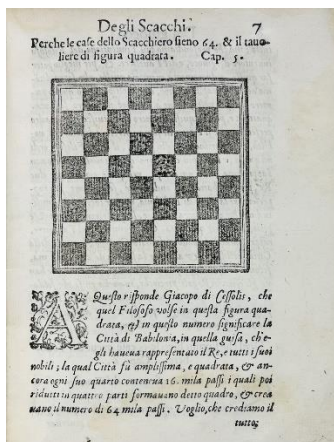 Degli Scacchi. 7
Perche le case dello Scacchiero sieno 64. & il tauo-
liere di figura quadrata. Cap. 5.
A Questo risponde Giacopo di Cessolis, che
quel Filosofo volse in questa figura qua-
drata, & in questo numero significare la
Città di Babilonia, in quella guisa, ch'e-
gli haueua rappresentato il Re, e tutti i suoi
nobili; la qual Città fù amplissima, e quadrata, & an-
cora ogni suo quarto conteneua 16. mila passi i quali poi
ridutti in quattro parti formauano detto quadro, & crea
uano il numero di 64 mila passi. Voglio, che crediamo il
tutto;